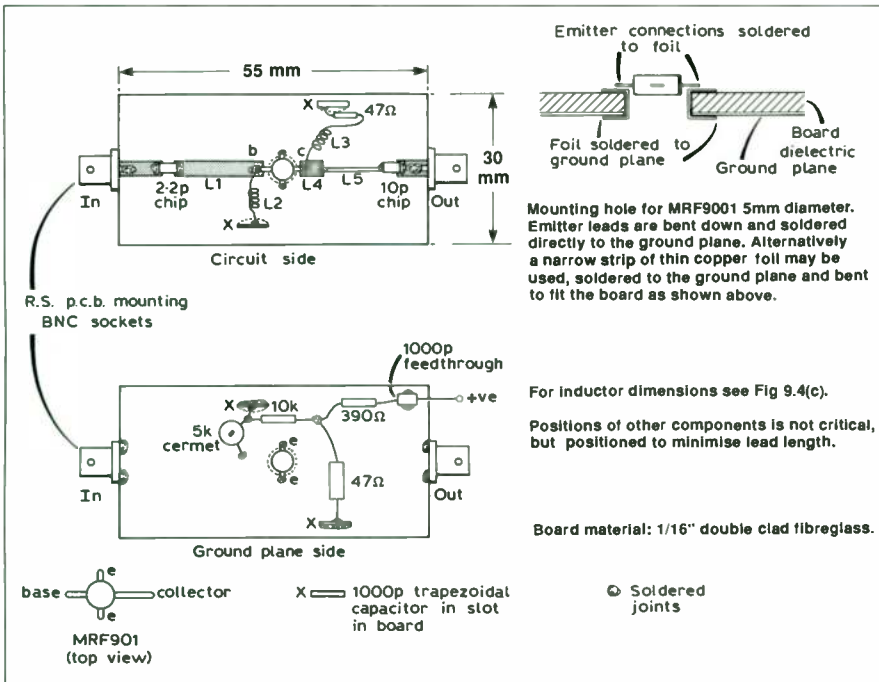 55 mm
X
47Ω
L3
b
c
L1
L4
L5
2·2p
chip
L2
10p
chip
In
Out
X
30
mm
Circuit side
Emitter connections soldered
to foil
Foil soldered to
ground plane
Board
dielectric
Ground plane
Mounting hole for MRF9001 5mm diameter.
Emitter leads are bent down and soldered
directly to the ground plane. Alternatively
a narrow strip of thin copper foil may be
used, soldered to the ground plane and bent
to fit the board as shown above.
R.S. p.c.b. mounting
BNC sockets
1000p
feedthrough
+ve
X
10k
390Ω
5k
cermet
e
e
47Ω
X
In
Out
Ground plane side
For inductor dimensions see Fig 9.4(c).
Positions of other components is not critical,
but positioned to minimise lead length.
Board material: 1/16" double clad fibreglass.
e
base
collector
e
MRF901
(top view)
X
1000p trapezoidal
capacitor in slot
in board
Soldered
joints